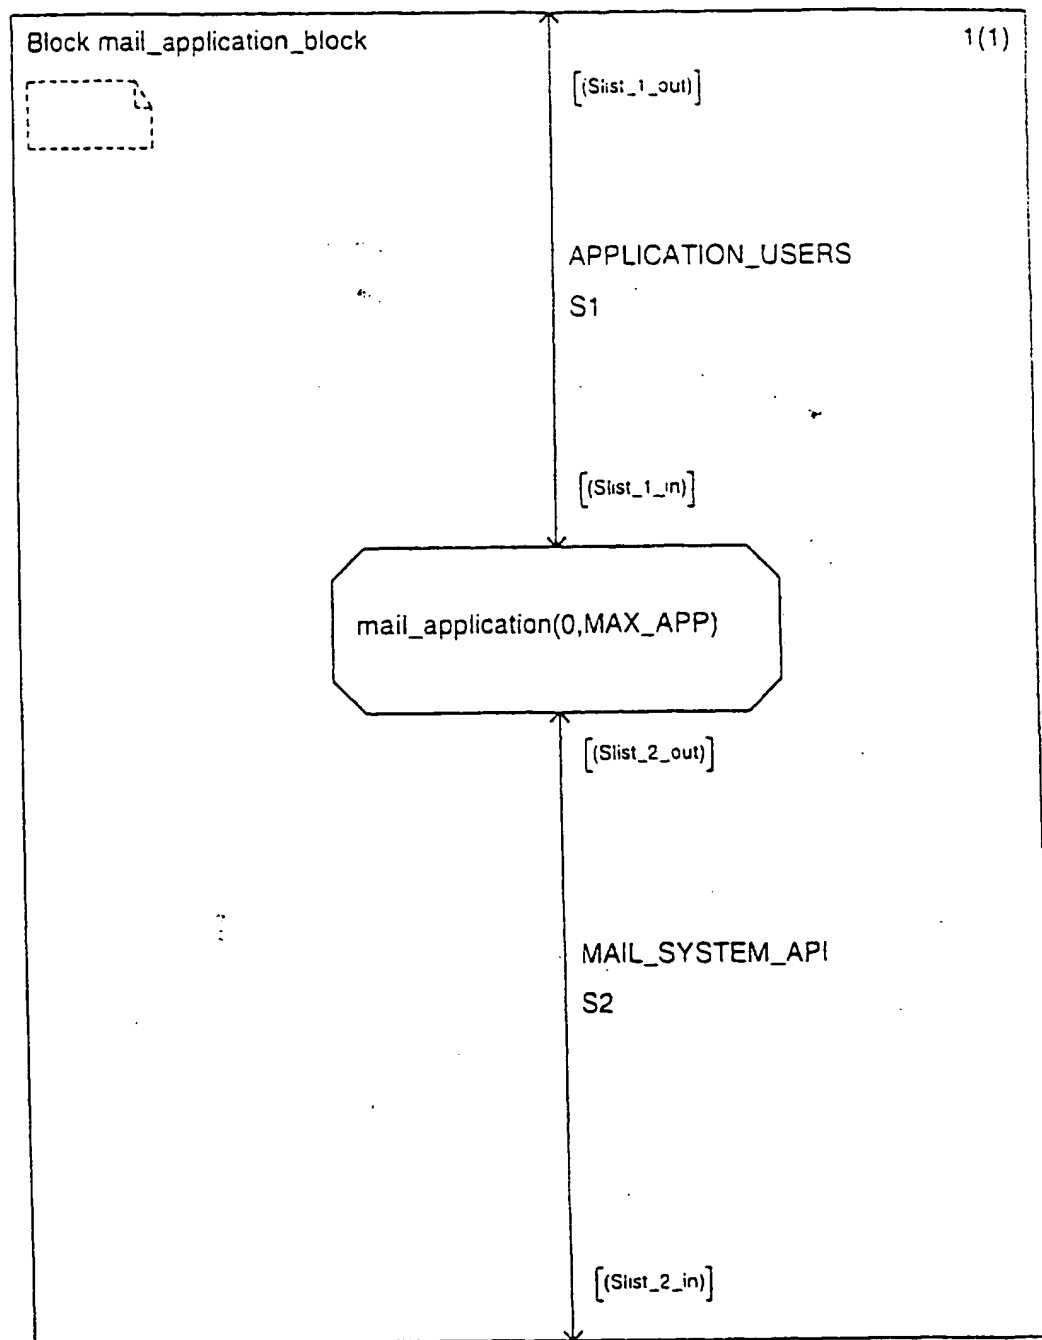 Block mail_application_block
1(1)
[(Slist_1_out)]
APPLICATION_USERS
S1
[(Slist_1_in)]
mail_application(0,MAX_APP)
[(Slist_2_out)]
MAIL_SYSTEM_API
S2
[(Slist_2_in)]